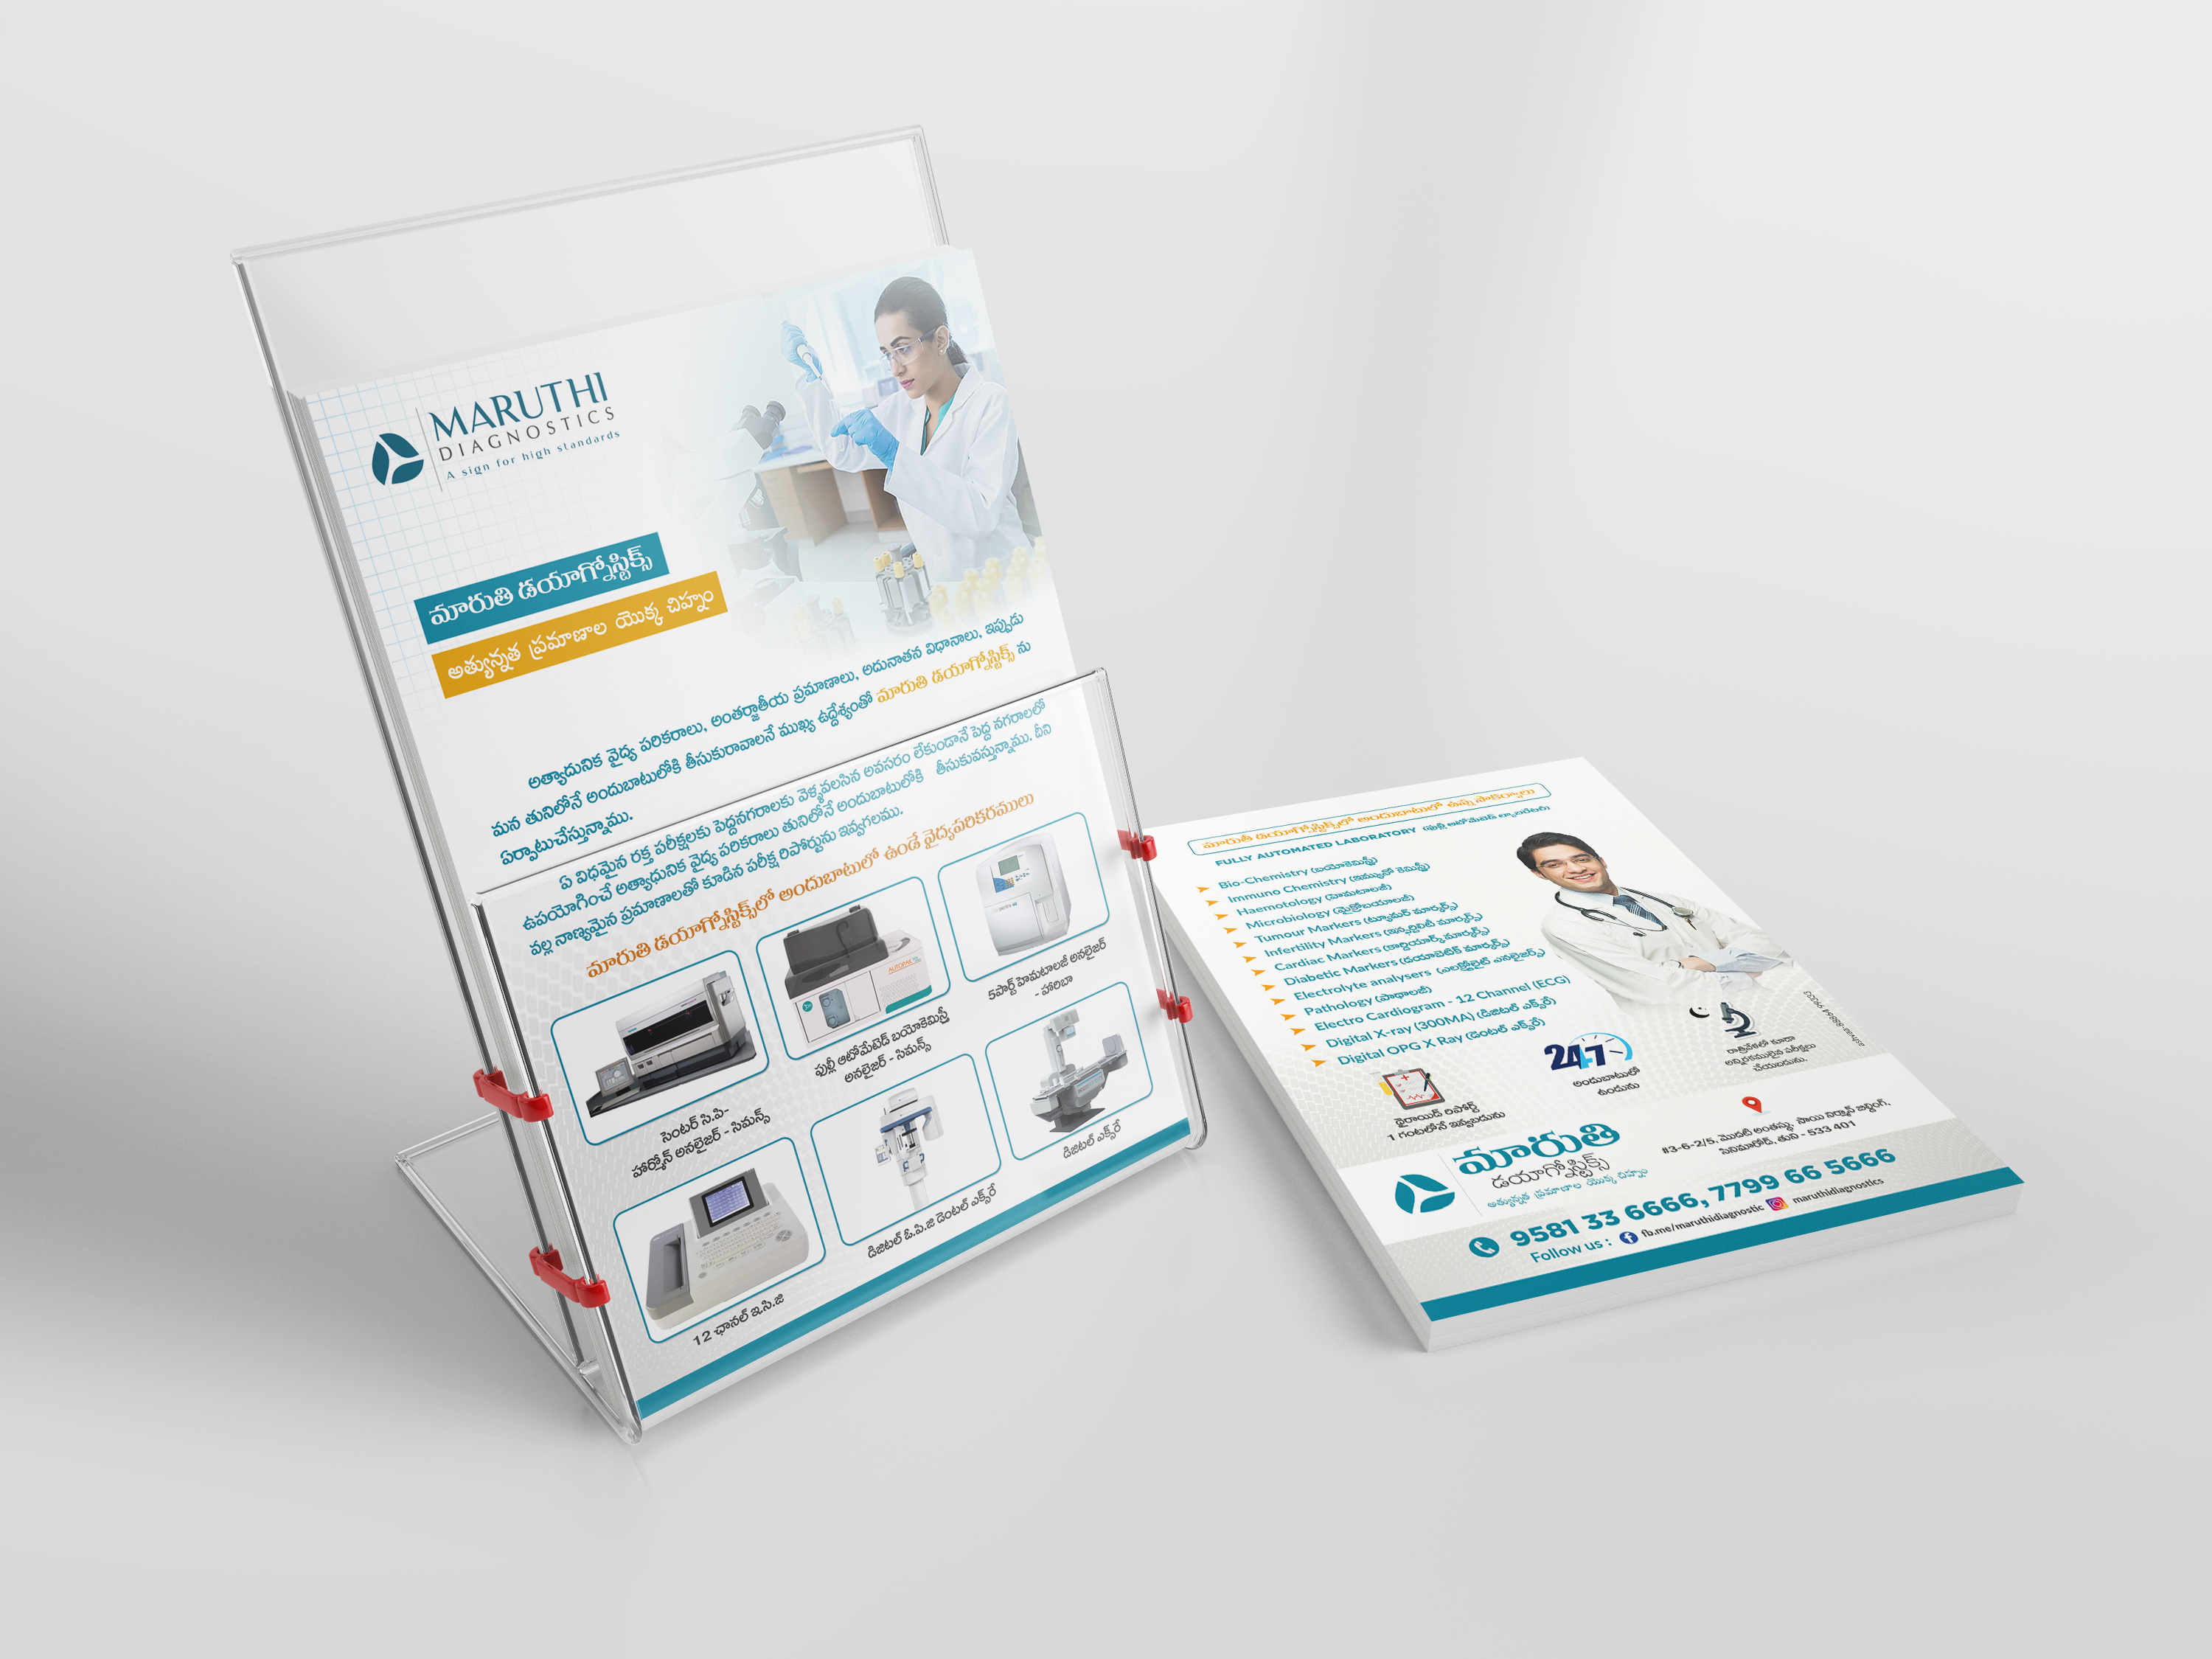 MARUTHI
DIAGNOSTICS
A sign for high standards
మారుతి డయాగ్నోస్టిక్స్
అత్యున్నత ప్రమాణాల యొక్క చిహ్నం
అత్యాధునిక వైద్య పరికరాలు, అంతర్జాతీయ ప్రమాణాలు, అదునాతన విధానాలు, ఇప్పుడు
మన తునిలోనే అందుబాటులోకి తీసుకురావాలనే ముఖ్య ఉద్దేశ్యంతో మారుతి డయాగ్నోస్టిక్స్ ను
ఏర్పాటుచేస్తున్నాము.
ఏ విధమైన రక్త పరీక్షలకు పెద్దనగరాలకు వెళ్ళవలసిన అవసరం లేకుండానే పెద్ద నగరాలలో
ఉపయోగించే అత్యాధునిక వైద్య పరికరాలు తునిలోనే అందుబాటులోకి తీసుకువస్తున్నాము. దీని
వల్ల నాణ్యమైన ప్రమాణాలతో కూడిన పరీక్ష రిపోర్టును ఇవ్వగలము.
మారుతి డయాగ్నోస్టిక్స్‌లో అందుబాటులో ఉండే వైద్యపరికరములు
సెంటర్ సి.పి-
హార్మోన్ అనలైజర్ - సిమన్స్
ఫుల్లీ ఆటోమేటెడ్ బయోకెమిస్ట్రీ
అనలైజర్ - సిమన్స్
5పార్ట్ హెమటాలజీ అనలైజర్
- హారిబా
12 ఛానల్ ఇ.సి.జి
డిజిటల్ ఓ.పి.జి డెంటల్ ఎక్స్‌రే
డిజిటల్ ఎక్స్‌రే
మారుతి డయాగ్నోస్టిక్స్‌లో అందుబాటులో ఉన్న సౌకర్యాలు
FULLY AUTOMATED LABORATORY (ఫుల్లీ ఆటోమేటెడ్ ల్యాబొరేటరీ)
Bio-Chemistry (బయోకెమిస్ట్రీ)
Immuno Chemistry (ఇమ్యునో కెమిస్ట్రీ)
Haemotology (హెమటాలజీ)
Microbiology (మైక్రోబయాలజీ)
Tumour Markers (ట్యూమర్ మార్కర్స్)
Infertility Markers (ఇన్ఫర్టిలిటీ మార్కర్స్)
Cardiac Markers (కార్డియాక్ మార్కర్స్)
Diabetic Markers (డయాబెటిక్ మార్కర్స్)
Electrolyte analysers (ఎలక్ట్రోలైట్ ఎనలైజర్స్)
Pathology (పాథాలజీ)
Electro Cardiogram - 12 Channel (ECG)
Digital X-ray (300MA) (డిజిటల్ ఎక్స్‌రే)
Digital OPG X Ray (డెంటల్ ఎక్స్‌రే)
థైరాయిడ్ రిపోర్ట్
1 గంటలోనే ఇవ్వబడును
24/7
అందుబాటులో
ఉండును
రాత్రివేళలో కూడా
అన్నిరకములైన పరీక్షలు
చేయబడును.
మారుతి
డయాగ్నోస్టిక్స్
అత్యున్నత ప్రమాణాల యొక్క చిహ్నం
#3-6-2/5, మొదటి అంతస్తు, సాయి నిర్మాన్ బిల్డింగ్,
సినిమారోడ్, తుని - 533 401
9581 33 6666, 7799 66 5666
Follow us : fb.me/maruthidiagnostic maruthidiagnostics